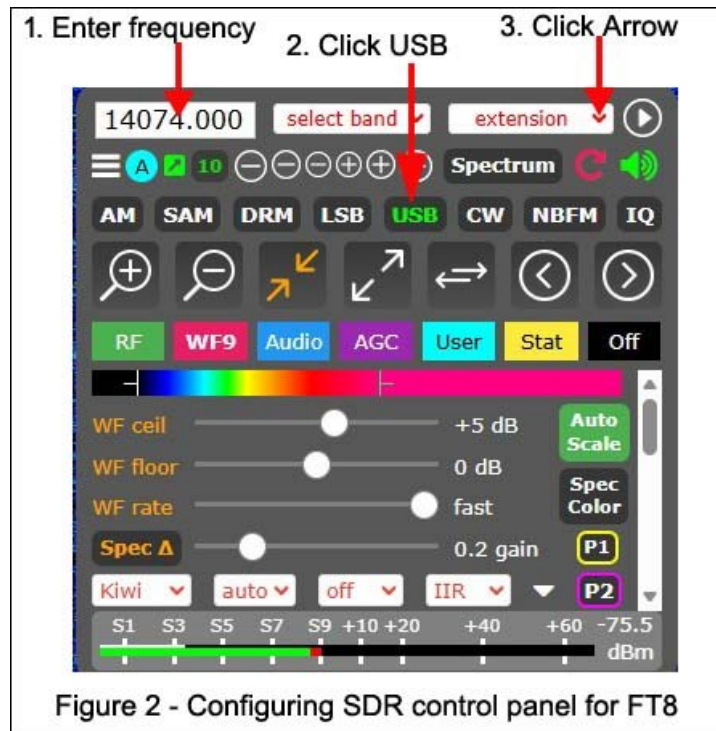 1. Enter frequency 2. Click USB 3. Click Arrow
14074.000 select band extension
A 10 Spectrum
AM SAM DRM LSB USB CW NBFM IQ
RF WF9 Audio AGC User Stat Off
WF ceil +5 dB Auto Scale
WF floor 0 dB
WF rate fast Spec Color
Spec Δ 0.2 gain P1
Kiwi auto off IIR P2
S1 S3 S5 S7 S9 +10 +20 +40 +60 -75.5
dBm
Figure 2 - Configuring SDR control panel for FT8